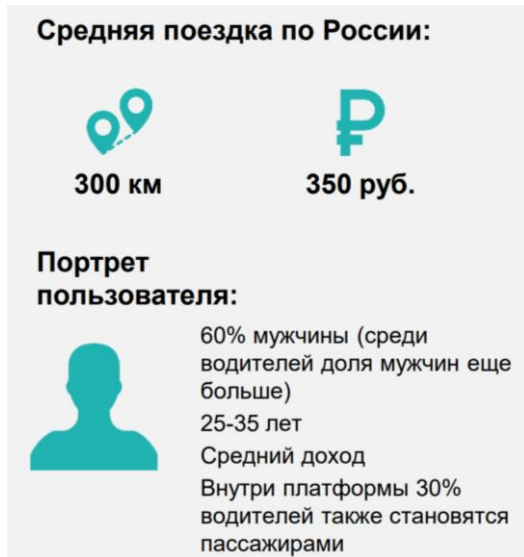 Средняя поездка по России:
300 км
350 руб.
Портрет
пользователя:
60% мужчины (среди
водителей доля мужчин еще
больше)
25-35 лет
Средний доход
Внутри платформы 30%
водителей также становятся
пассажирами